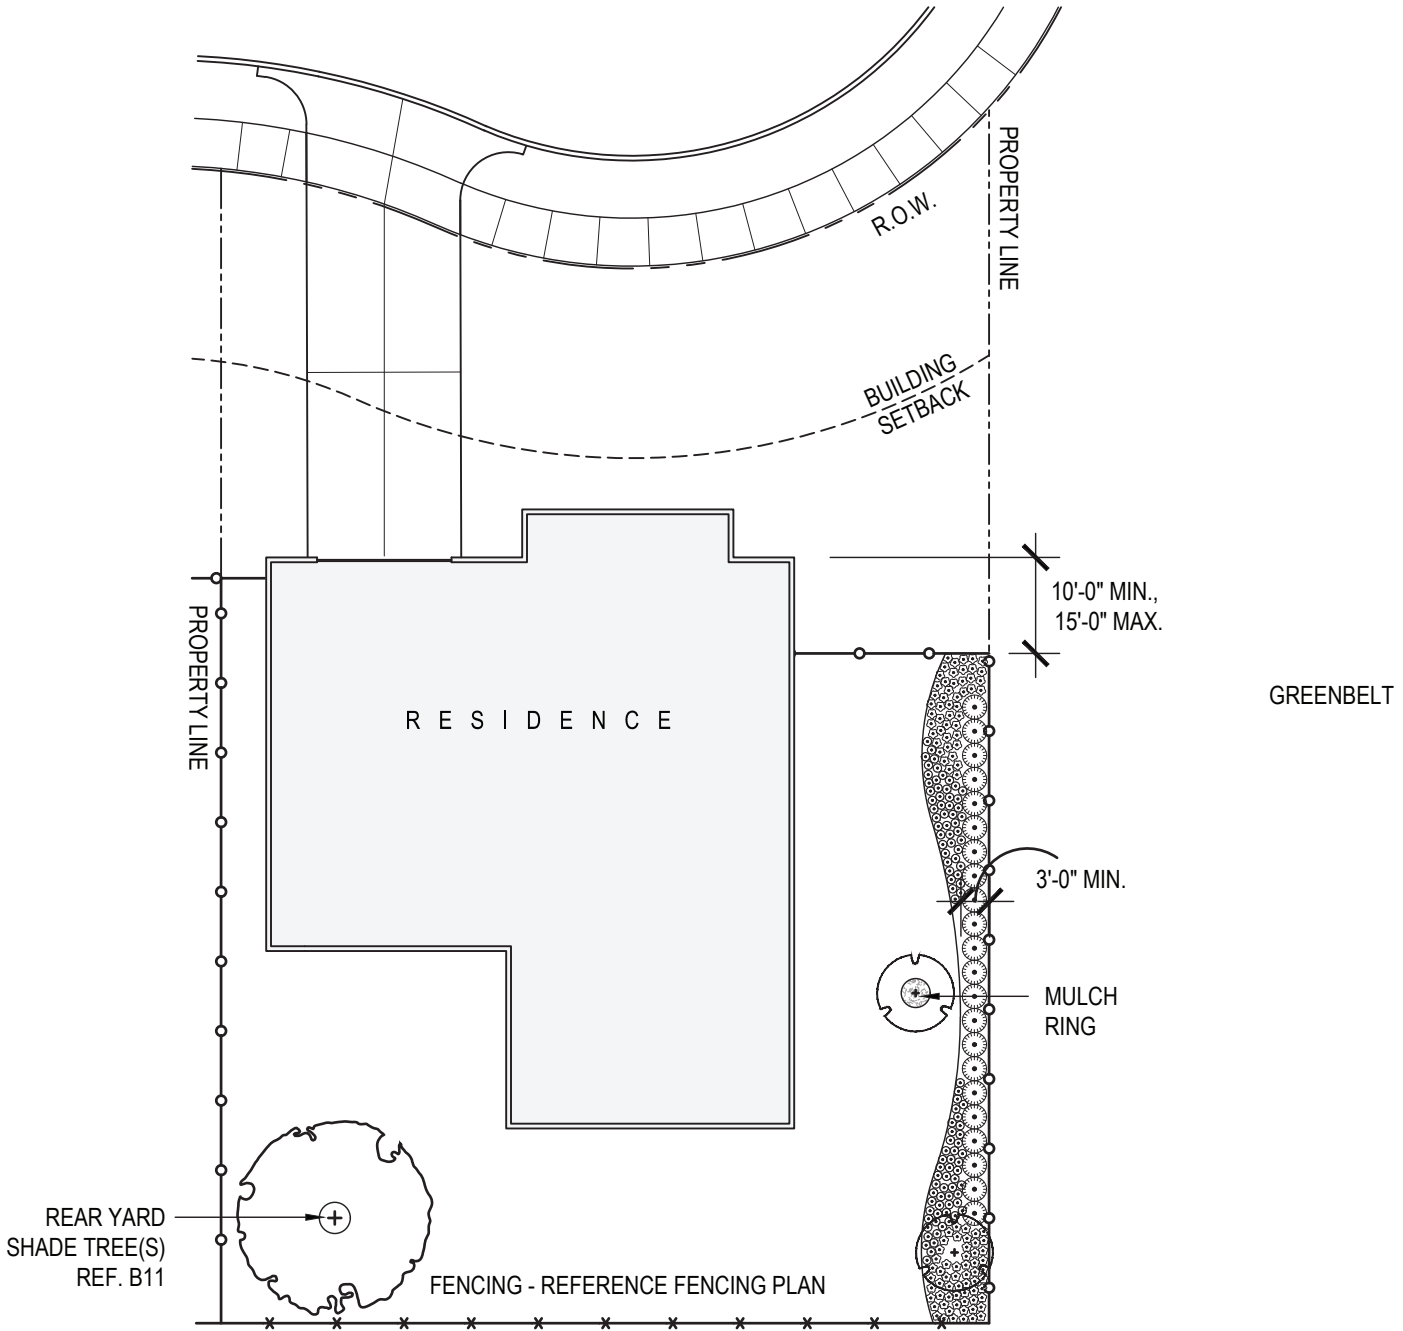 PROPERTY LINE
R.O.W.
BUILDING
SETBACK
10'-0" MIN.,
15'-0" MAX.
PROPERTY LINE
GREENBELT
RESIDENCE
3'-0" MIN.
MULCH
RING
REAR YARD
SHADE TREE(S)
REF. B11
FENCING - REFERENCE FENCING PLAN